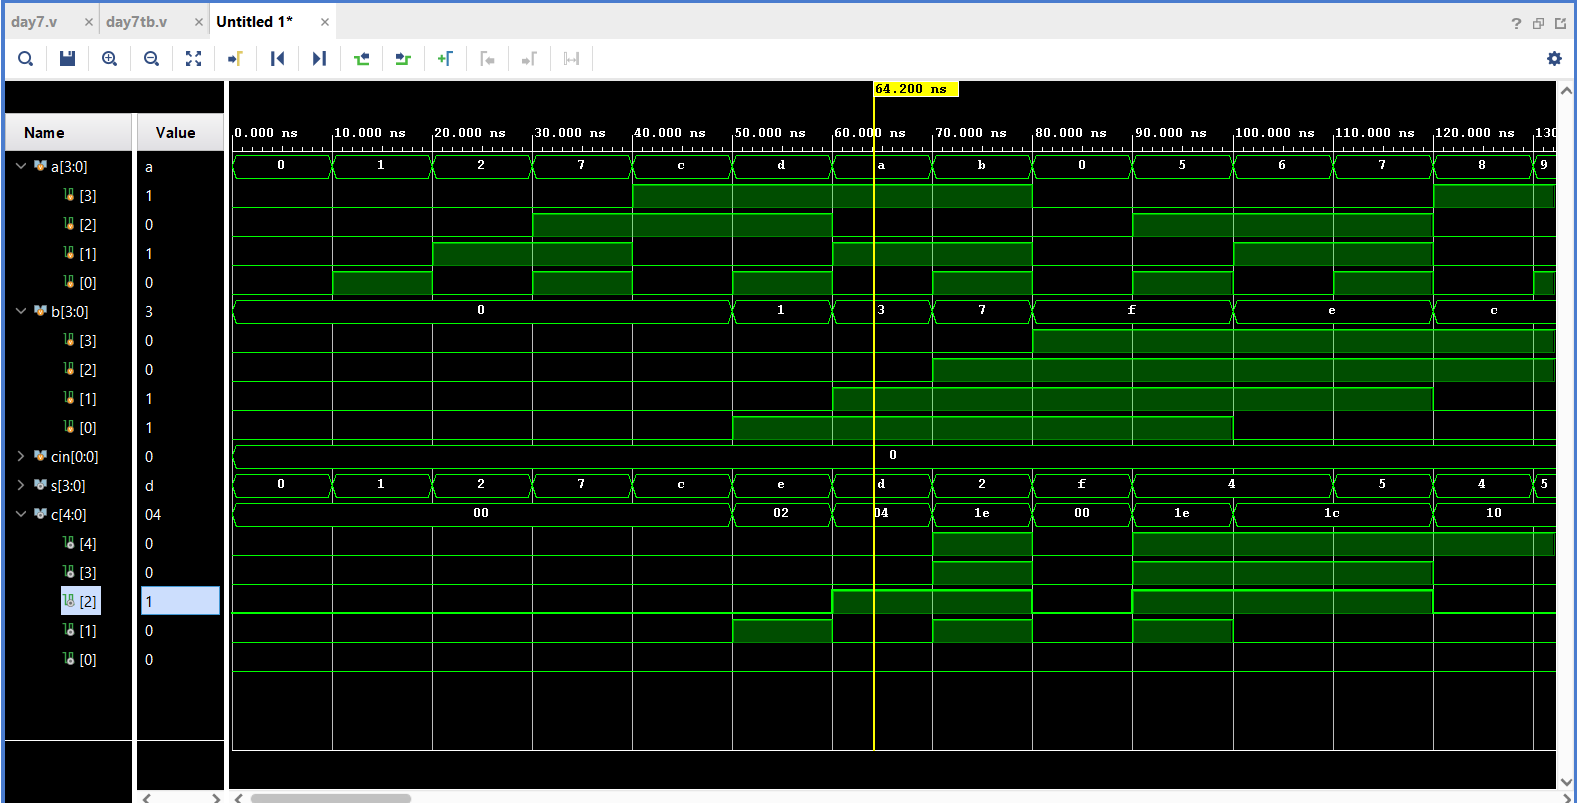 day7.v × day7tb.v × Untitled 1* ×
?
64.200 ns
Name Value 0.000 ns 10.000 ns 20.000 ns 30.000 ns 40.000 ns 50.000 ns 60.000 ns 70.000 ns 80.000 ns 90.000 ns 100.000 ns 110.000 ns 120.000 ns 130
a[3:0] a 0 1 2 7 c d a b 0 5 6 7 8 9
[3] 1
[2] 0
[1] 1
[0] 0
b[3:0] 3 0 1 3 7 f e c
[3] 0
[2] 0
[1] 1
[0] 1
cin[0:0] 0 0
s[3:0] d 0 1 2 7 c e d 2 f 4 5 4 5
c[4:0] 04 00 02 04 1e 00 1e 1c 10
[4] 0
[3] 0
[2] 1
[1] 0
[0] 0